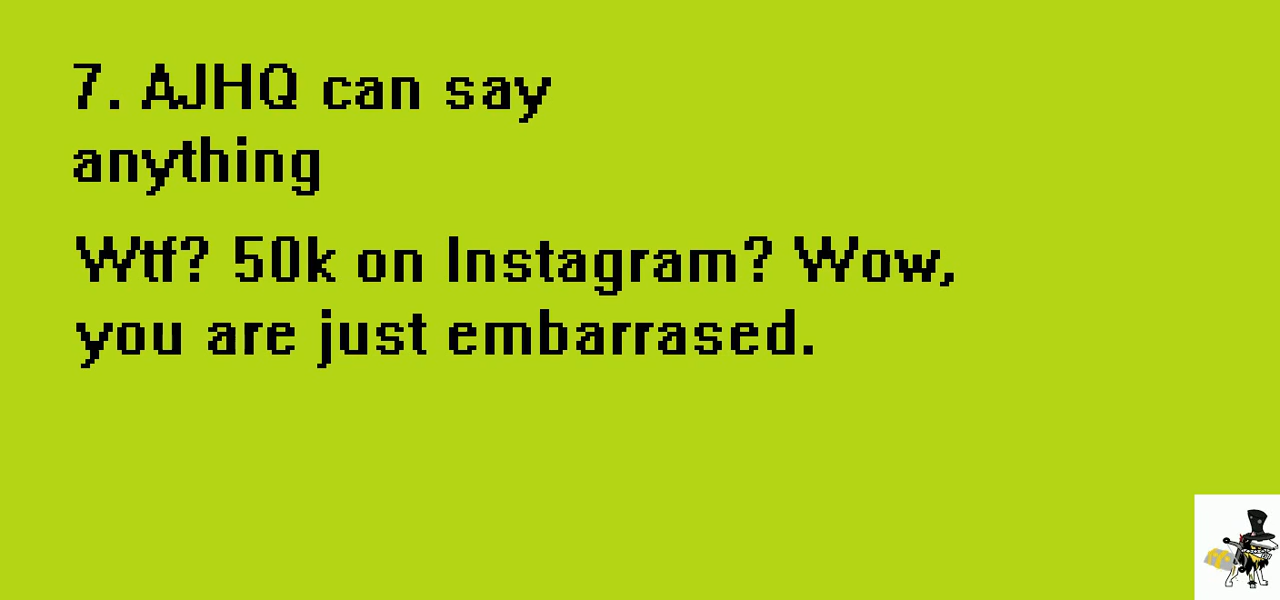 7. AJHQ can say
anything
Wtf? 50k on Instagram? Wow,
you are just embarrased.